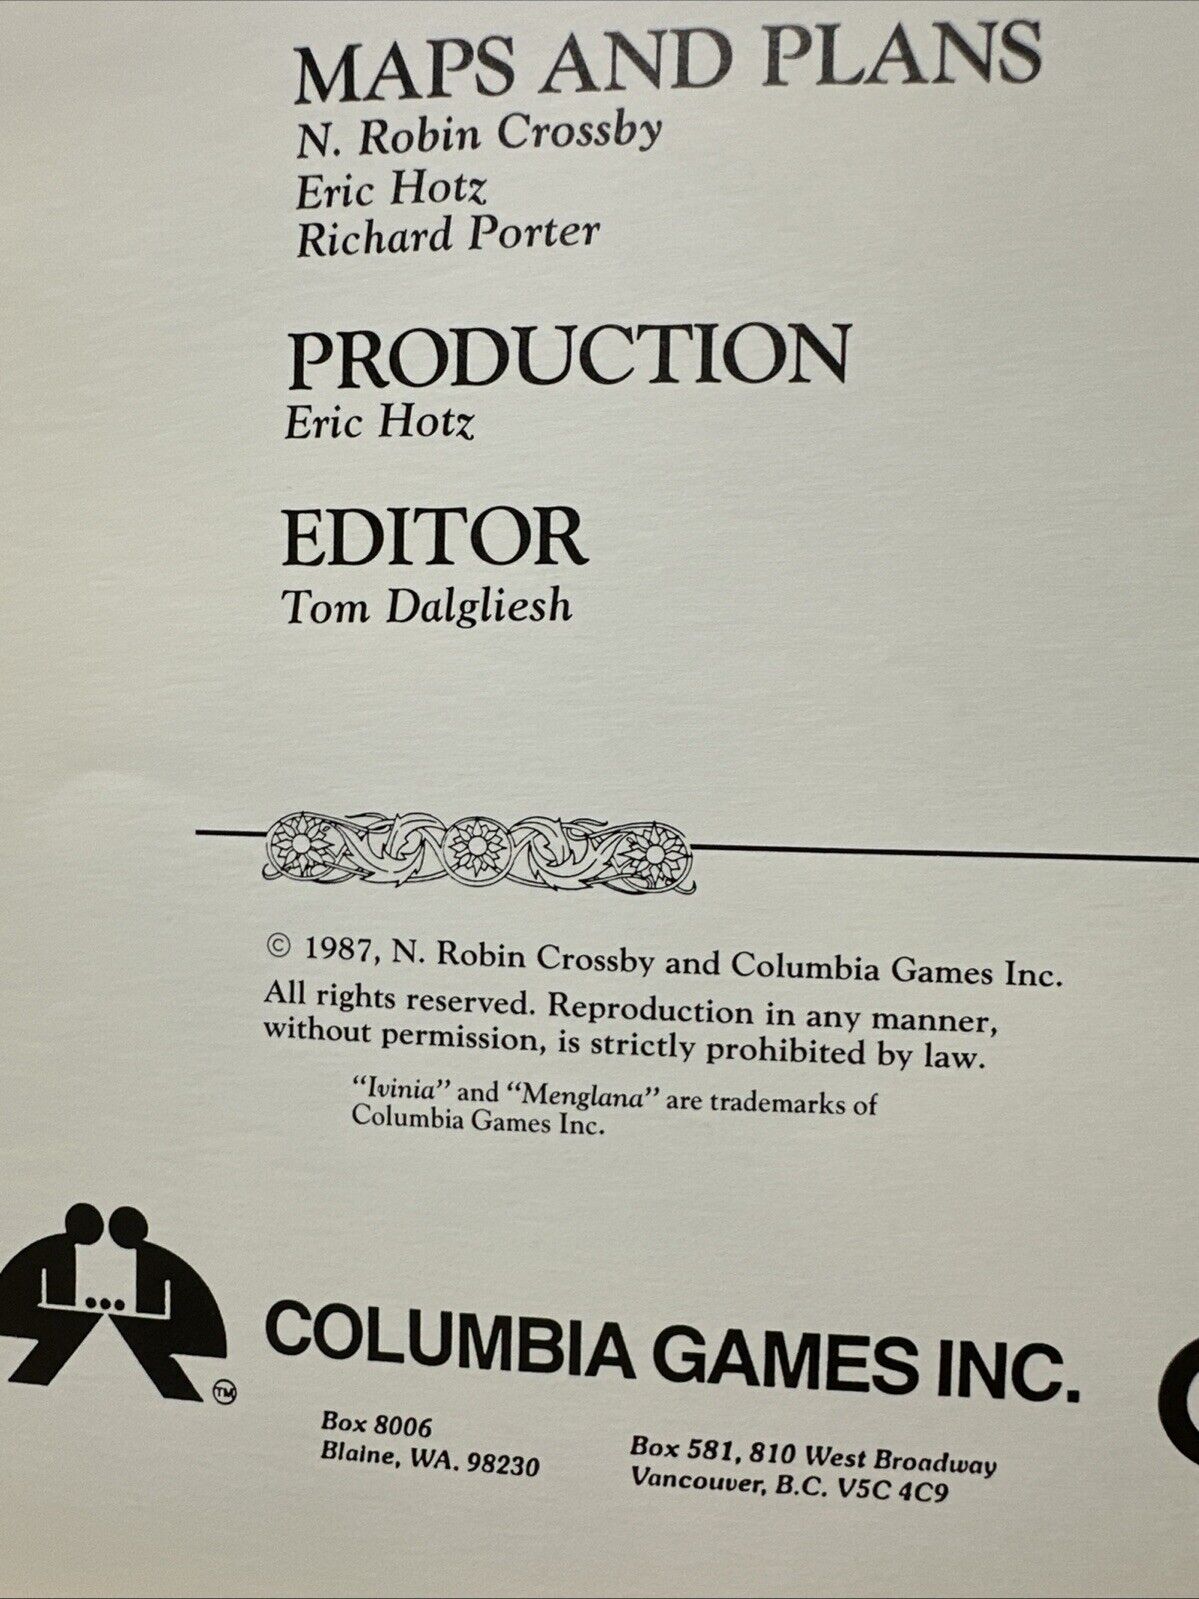 MAPS AND PLANS
N. Robin Crossby
Eric Hotz
Richard Porter
PRODUCTION
Eric Hotz
EDITOR
Tom Dalgliesh
© 1987, N. Robin Crossby and Columbia Games Inc.
All rights reserved. Reproduction in any manner,
without permission, is strictly prohibited by law.
“Ivinia” and “Menglana” are trademarks of
Columbia Games Inc.
TM
COLUMBIA GAMES INC.
Box 8006
Blaine, WA. 98230
Box 581, 810 West Broadway
Vancouver, B.C. V5C 4C9